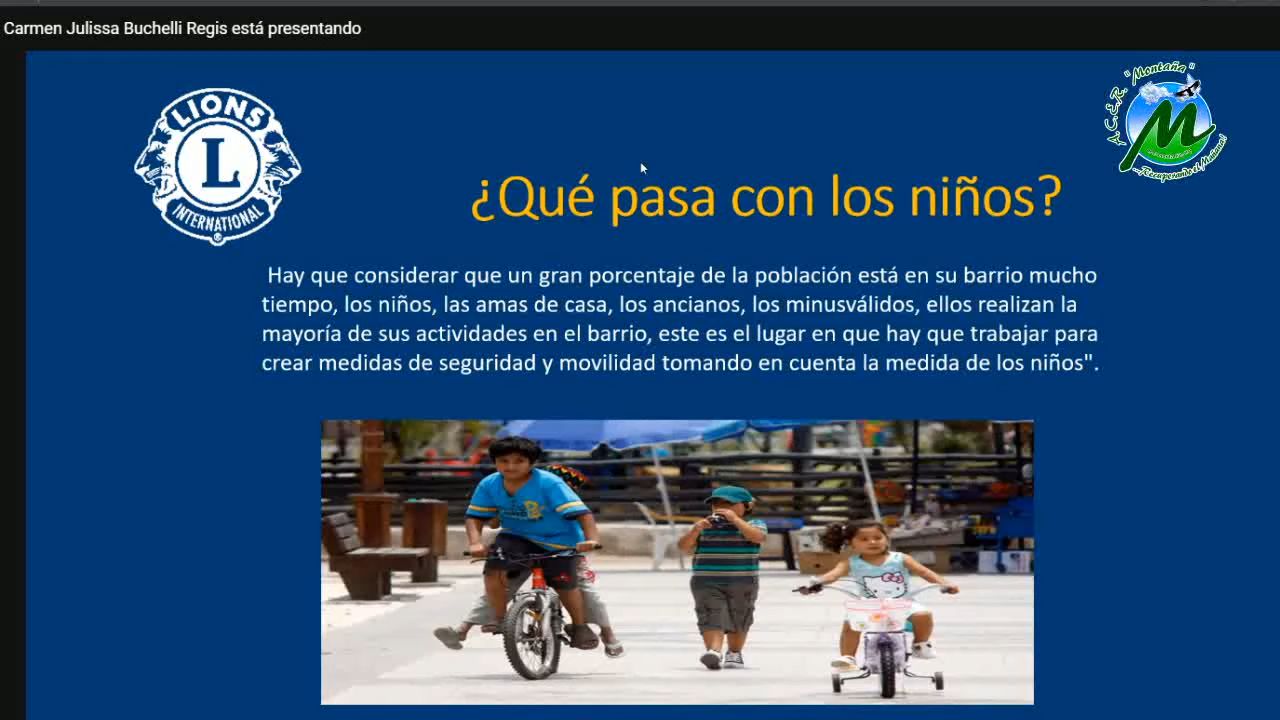 Carmen Julissa Buchelli Regis está presentando
LIONS
L
INTERNATIONAL
®
A.C.E.R. "Montaña"
M
Recuperando el Mañana!
¿Qué pasa con los niños?
Hay que considerar que un gran porcentaje de la población está en su barrio mucho
tiempo, los niños, las amas de casa, los ancianos, los minusválidos, ellos realizan la
mayoría de sus actividades en el barrio, este es el lugar en que hay que trabajar para
crear medidas de seguridad y movilidad tomando en cuenta la medida de los niños".